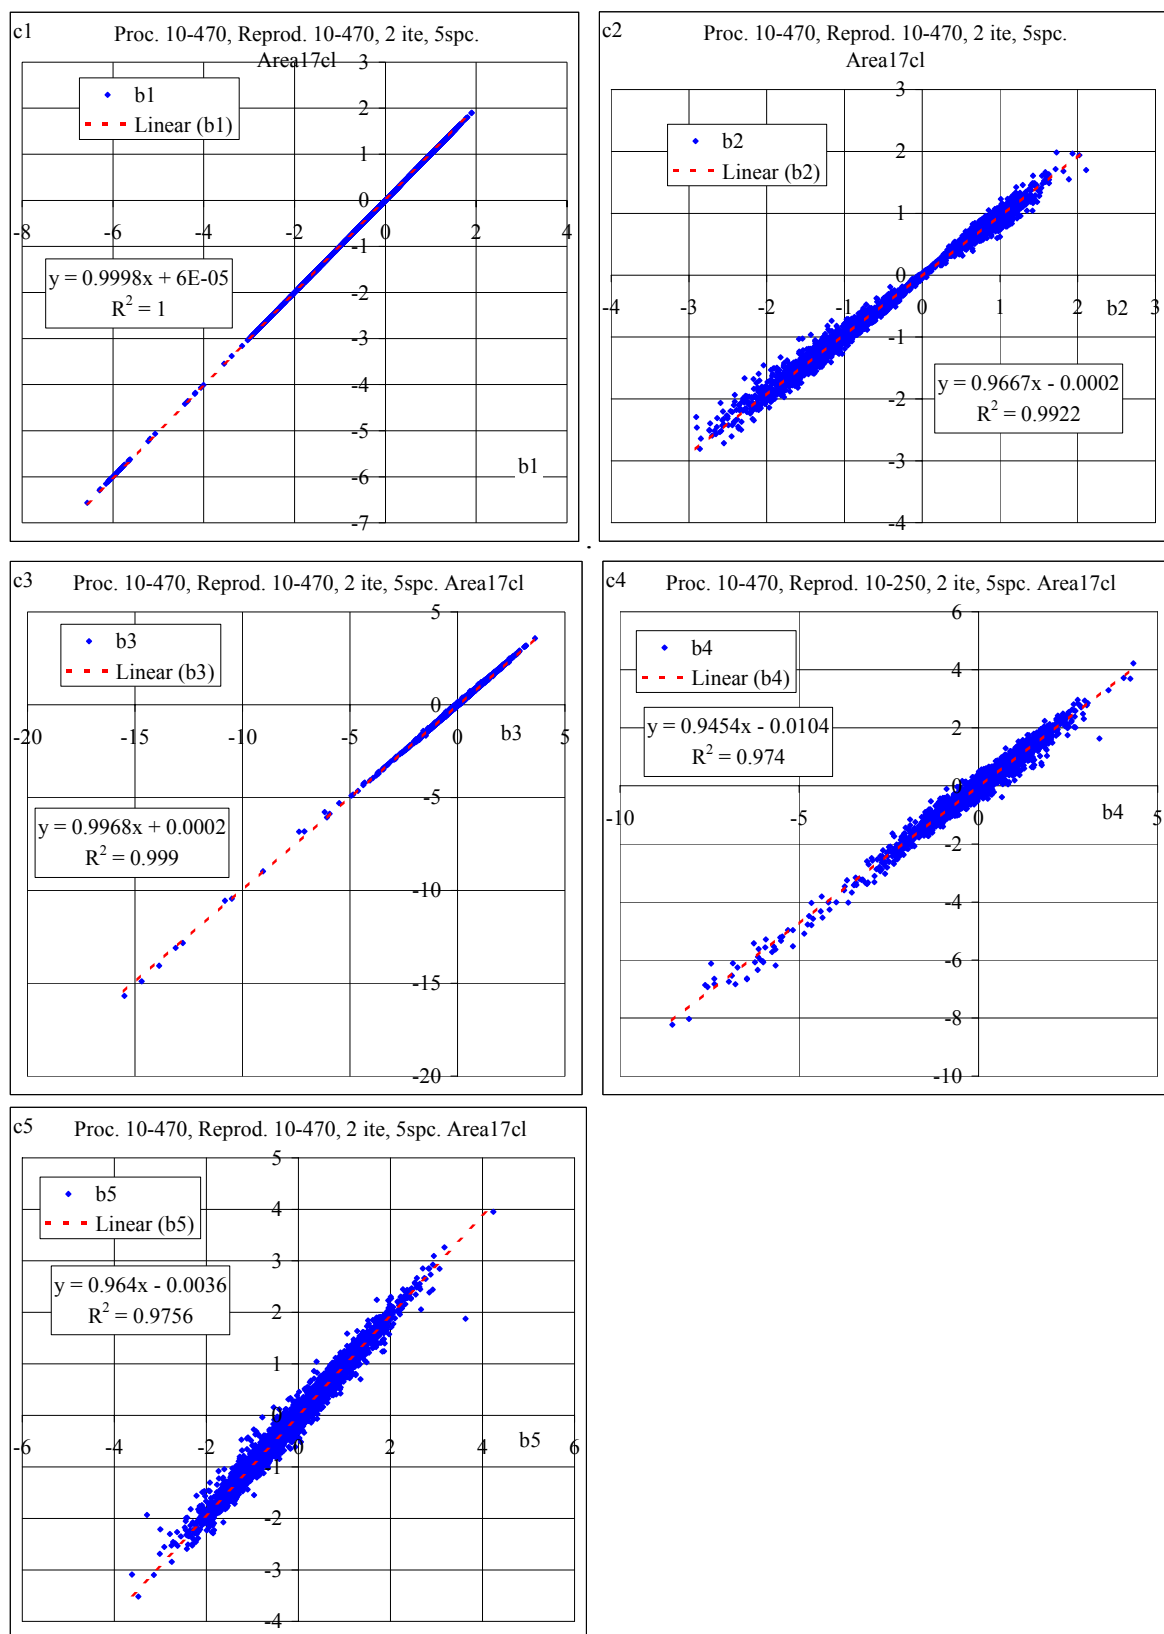 c1
Proc. 10-470, Reprod. 10-470, 2 ite, 5spc.
Area17cl
3
b1
Linear (b1)
2
1
0
-8
-6
-4
-2
0
2
4
-1
y = 0.9998x + 6E-05
R² = 1
-2
-3
-4
-5
-6
b1
-7
c2
Proc. 10-470, Reprod. 10-470, 2 ite, 5spc.
Area17cl
3
b2
Linear (b2)
2
1
0
-4
-3
-2
-1
0
1
2
3
b2
-1
y = 0.9667x - 0.0002
R² = 0.9922
-2
-3
-4
c3
Proc. 10-470, Reprod. 10-470, 2 ite, 5spc. Area17cl
5
b3
Linear (b3)
0
-20
-15
-10
-5
0
b3
5
-5
y = 0.9968x + 0.0002
R² = 0.999
-10
-15
-20
c4
Proc. 10-470, Reprod. 10-250, 2 ite, 5spc. Area17cl
6
b4
Linear (b4)
4
y = 0.9454x - 0.0104
R² = 0.974
2
0
-10
-5
0
b4
5
-2
-4
-6
-8
-10
c5
Proc. 10-470, Reprod. 10-470, 2 ite, 5spc. Area17cl
5
b5
Linear (b5)
4
3
y = 0.964x - 0.0036
R² = 0.9756
2
1
0
-6
-4
-2
0
2
4
b5
6
-1
-2
-3
-4